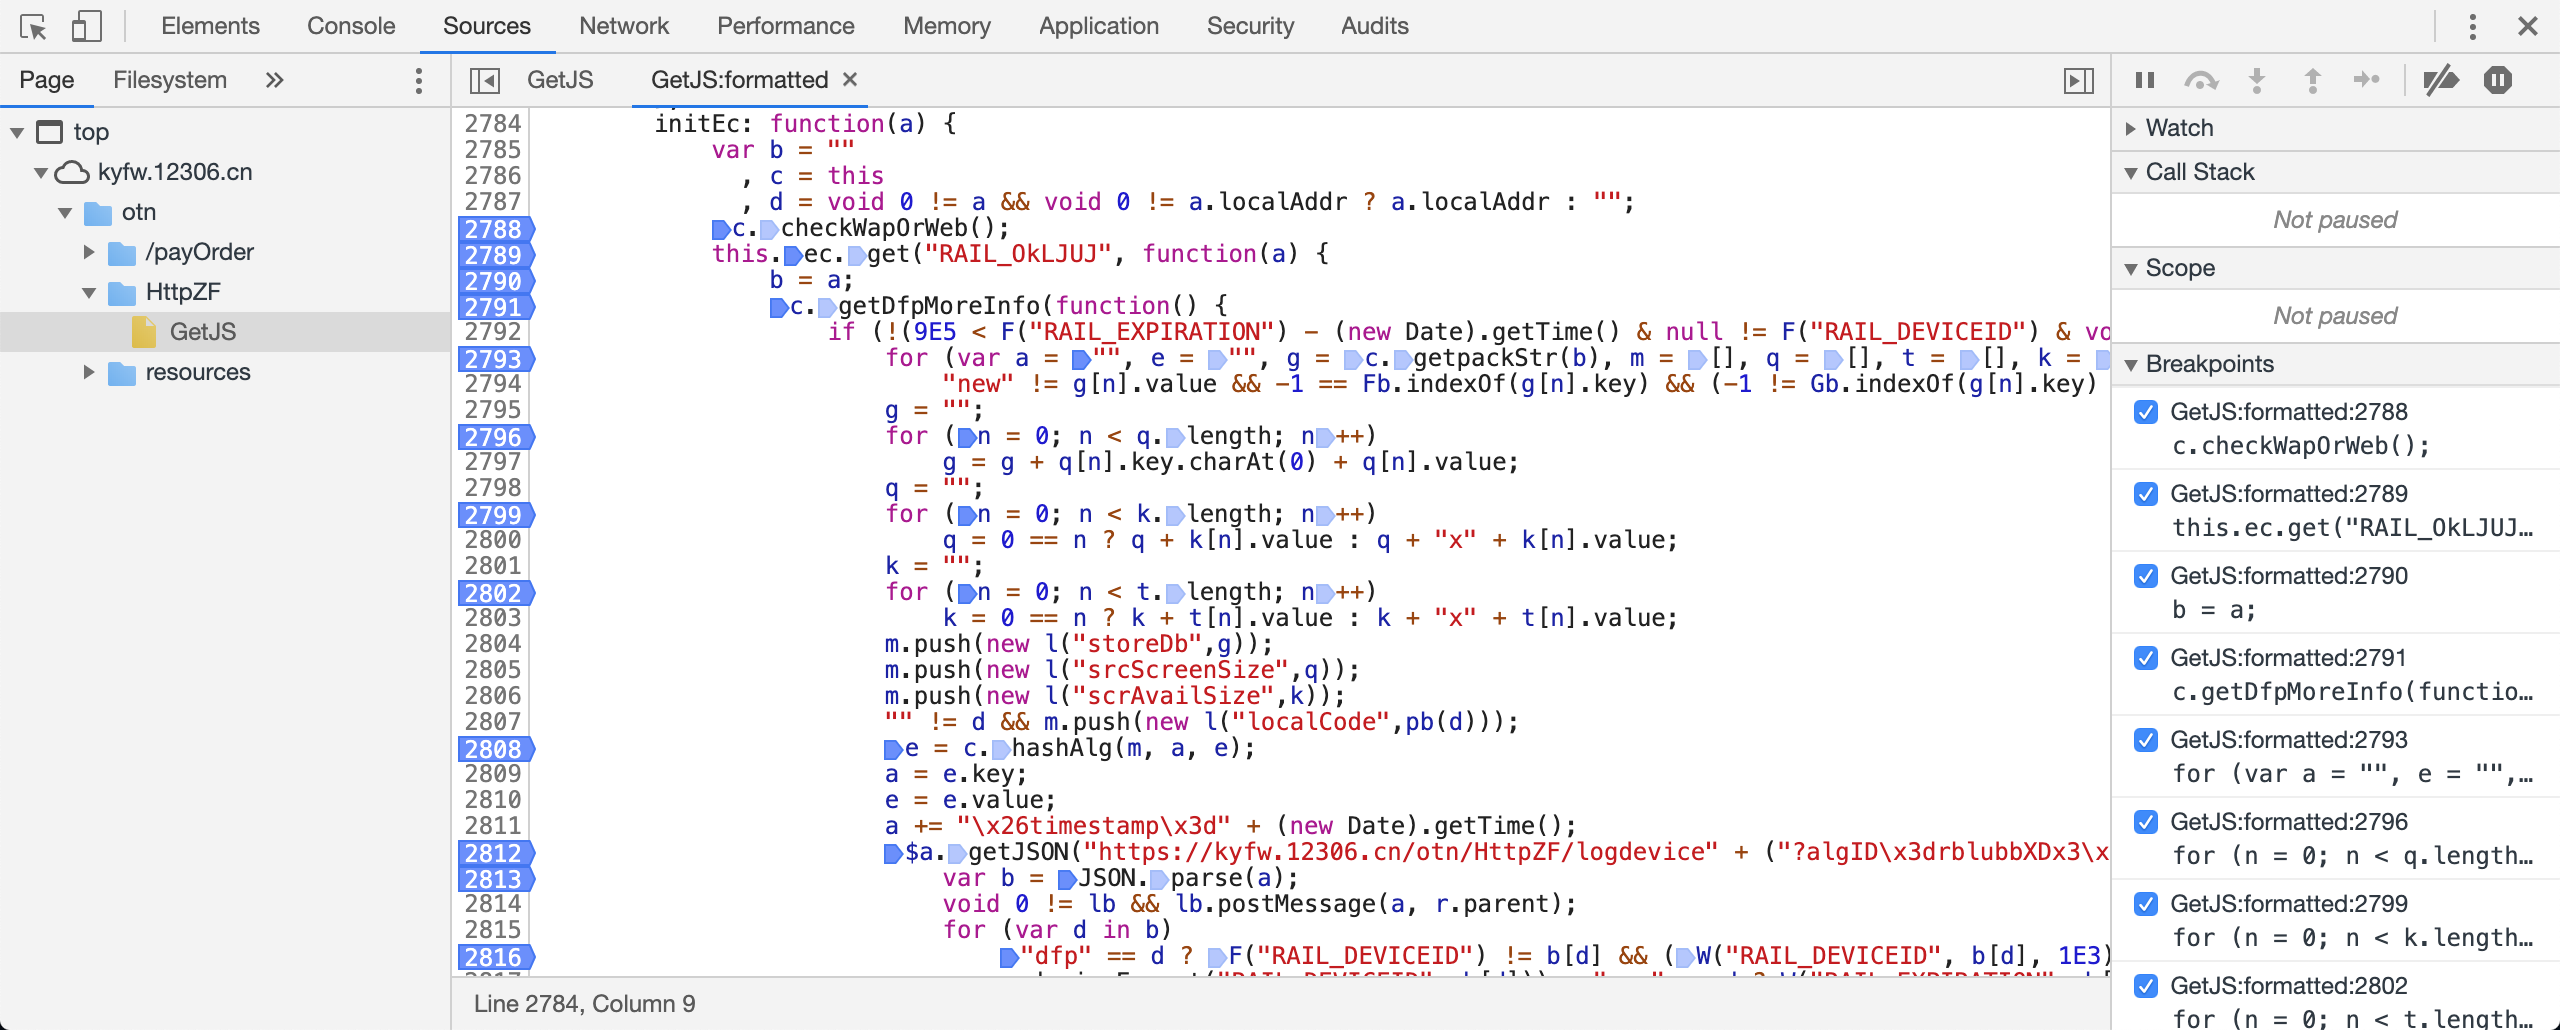 Elements Console Sources Network Performance Memory Application Security Audits
Page Filesystem
top
kyfw.12306.cn
otn
/payOrder
HttpZF
GetJS
resources
GetJS GetJS:formatted
2784 initEc: function(a) {
2785 var b = ""
2786 , c = this
2787 , d = void 0 != a && void 0 != a.localAddr ? a.localAddr : "";
2788 c.checkWapOrWeb();
2789 this.ec.get("RAIL_OkLJUJ", function(a) {
2790 b = a;
2791 c.getDfpMoreInfo(function() {
2792 if (!(9E5 < F("RAIL_EXPIRATION") - (new Date).getTime() & null != F("RAIL_DEVICEID") & vo
2793 for (var a = "", e = "", g = c.getpackStr(b), m = [], q = [], t = [], k =
2794 "new" != g[n].value && -1 == Fb.indexOf(g[n].key) && (-1 != Gb.indexOf(g[n].key)
2795 g = "";
2796 for (n = 0; n < q.length; n++)
2797 g = g + q[n].key.charAt(0) + q[n].value;
2798 q = "";
2799 for (n = 0; n < k.length; n++)
2800 q = 0 == n ? q + k[n].value : q + "x" + k[n].value;
2801 k = "";
2802 for (n = 0; n < t.length; n++)
2803 k = 0 == n ? k + t[n].value : k + "x" + t[n].value;
2804 m.push(new l("storeDb",g));
2805 m.push(new l("srcScreenSize",q));
2806 m.push(new l("scrAvailSize",k));
2807 "" != d && m.push(new l("localCode",pb(d)));
2808 e = c.hashAlg(m, a, e);
2809 a = e.key;
2810 e = e.value;
2811 a += "\x26timestamp\x3d" + (new Date).getTime();
2812 $a.getJSON("https://kyfw.12306.cn/otn/HttpZF/logdevice" + ("?algID\x3drblubbXDx3\x
2813 var b = JSON.parse(a);
2814 void 0 != lb && lb.postMessage(a, r.parent);
2815 for (var d in b)
2816 "dfp" == d ? F("RAIL_DEVICEID") != b[d] && (W("RAIL_DEVICEID", b[d], 1E3)
Line 2784, Column 9
Watch
Call Stack
Not paused
Scope
Not paused
Breakpoints
GetJS:formatted:2788
c.checkWapOrWeb();
GetJS:formatted:2789
this.ec.get("RAIL_OkLJUJ…
GetJS:formatted:2790
b = a;
GetJS:formatted:2791
c.getDfpMoreInfo(functio…
GetJS:formatted:2793
for (var a = "", e = "",…
GetJS:formatted:2796
for (n = 0; n < q.length…
GetJS:formatted:2799
for (n = 0; n < k.length…
GetJS:formatted:2802
for (n = 0; n < t.length…